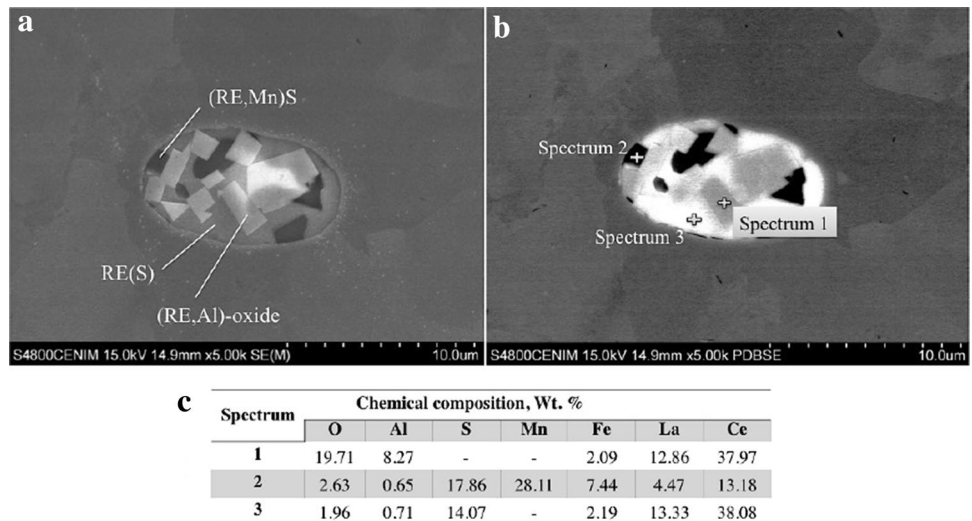 a
(RE,Mn)S
RE(S)
(RE,Al)-oxide
S4800CENIM 15.0kV 14.9mm x5.00k SE(M) 10.0um
b
Spectrum 2
Spectrum 1
Spectrum 3
S4800CENIM 15.0kV 14.9mm x5.00k PDBSE 10.0um
c
Spectrum Chemical composition, Wt. %
O Al S Mn Fe La Ce
1 19.71 8.27 - - 2.09 12.86 37.97
2 2.63 0.65 17.86 28.11 7.44 4.47 13.18
3 1.96 0.71 14.07 - 2.19 13.33 38.08